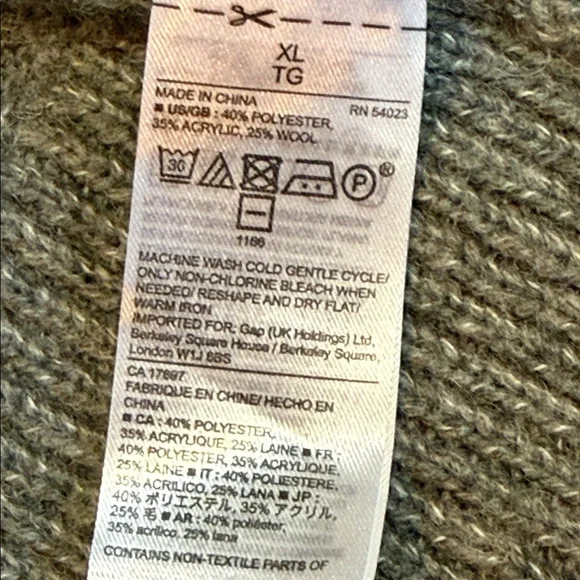 XL
TG
MADE IN CHINA RN 54023
■ US/GB : 40% POLYESTER,
35% ACRYLIC, 25% WOOL
30 P ®
1166
MACHINE WASH COLD GENTLE CYCLE/
ONLY NON-CHLORINE BLEACH WHEN
NEEDED/ RESHAPE AND DRY FLAT/
WARM IRON
IMPORTED FOR: Gap (UK Holdings) Ltd,
Berkeley Square House / Berkeley Square,
London W1J 6BS
CA 17897
FABRIQUE EN CHINE/ HECHO EN
CHINA
■ CA : 40% POLYESTER,
35% ACRYLIQUE, 25% LAINE ■ FR :
40% POLYESTER, 35% ACRYLIQUE,
25% LAINE ■ IT : 40% POLIESTERE,
35% ACRILICO, 25% LANA ■ JP :
40% ポリエステル, 35% アクリル,
25% 毛 ■ AR : 40% poliéster,
35% acrílico, 25% lana
CONTAINS NON-TEXTILE PARTS OF